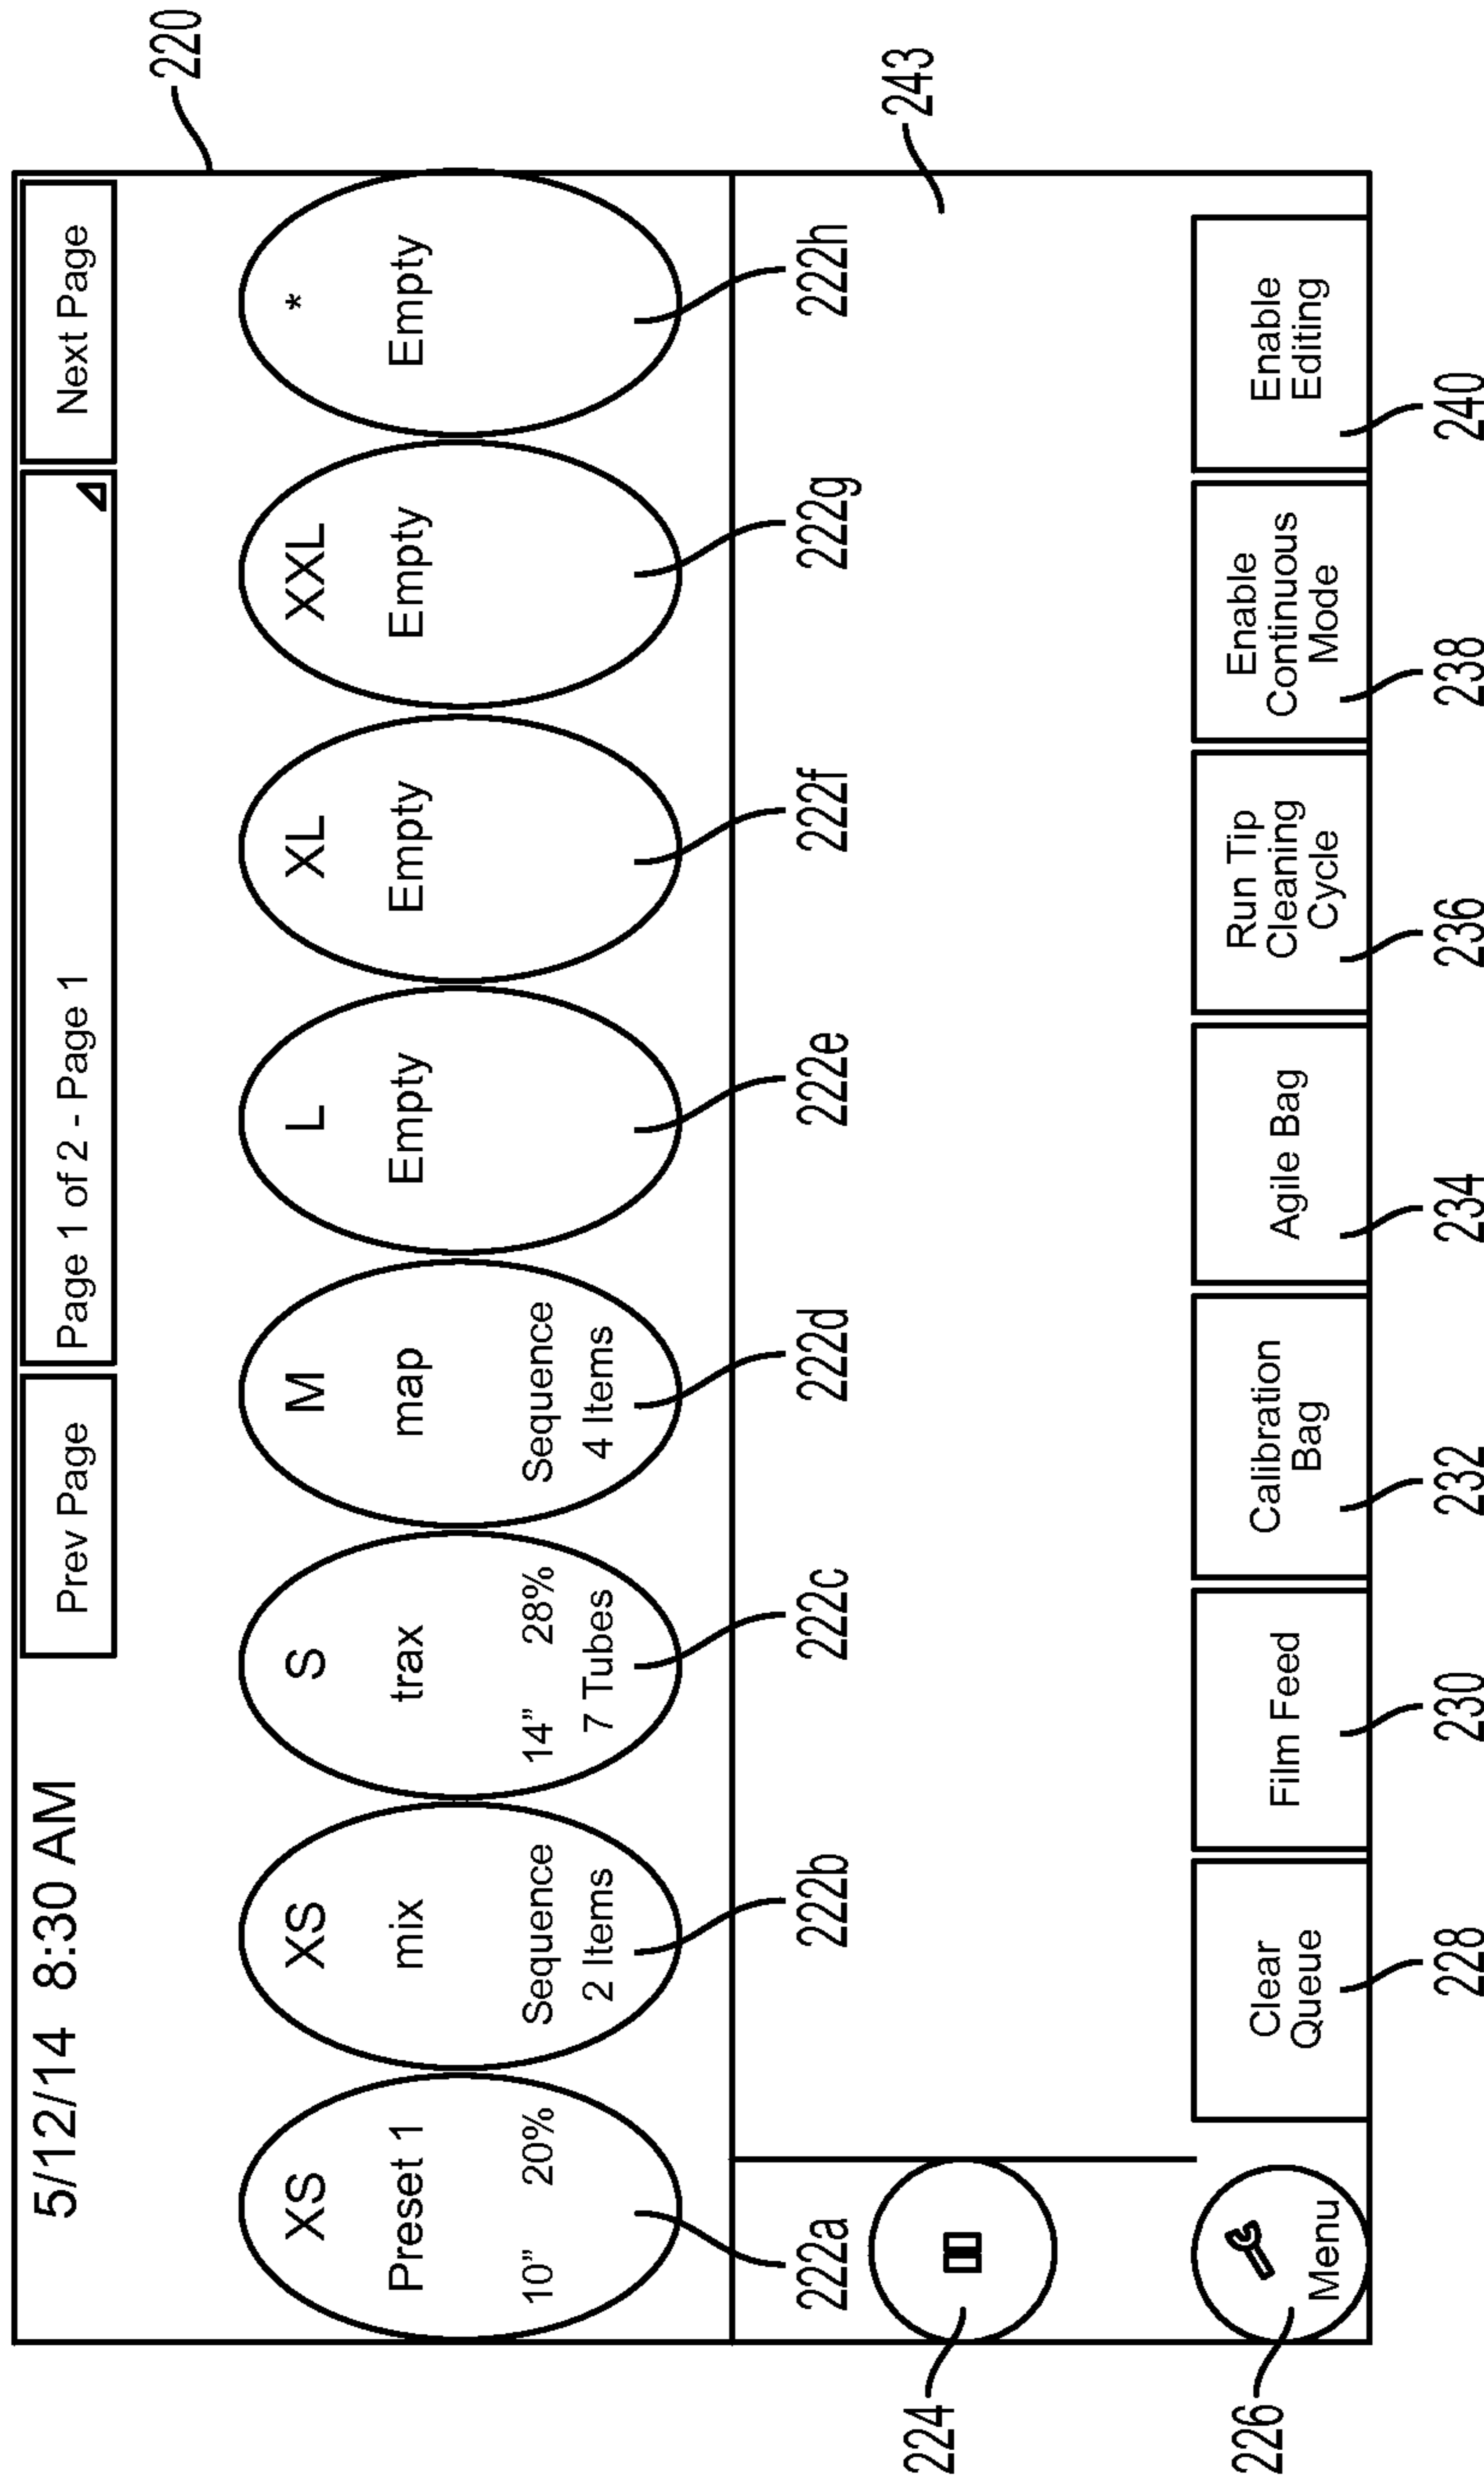 220
5/12/14 8:30 AM
Prev Page
Page 1 of 2 - Page 1
Next Page
XS
Preset 1
10” 20%
XS
mix
Sequence
2 Items
S
trax
14” 28%
7 Tubes
M
map
Sequence
4 Items
L
Empty
XL
Empty
XXL
Empty
*
Empty
222a
222b
222c
222d
222e
222f
222g
222h
243
224
226
Menu
Clear
Queue
Film Feed
Calibration
Bag
Agile Bag
Run Tip
Cleaning
Cycle
Enable
Continuous
Mode
Enable
Editing
228
230
232
234
236
238
240